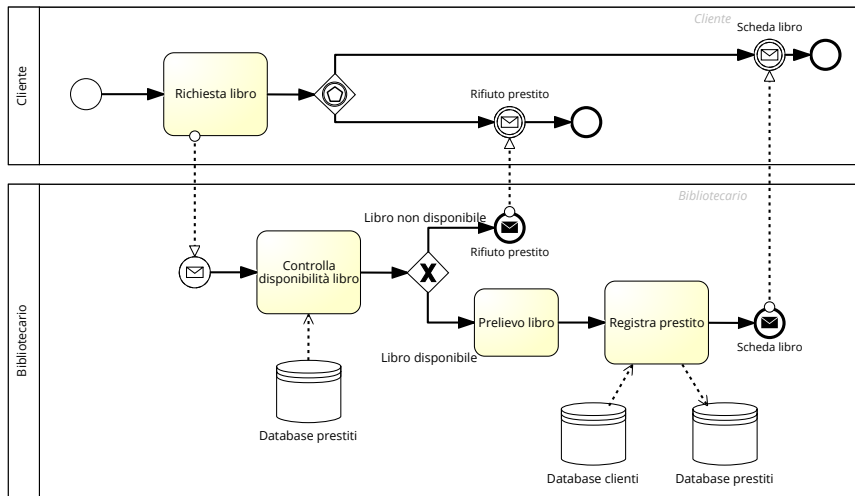 Cliente
Cliente
Scheda libro
Richiesta libro
Rifiuto prestito
Bibliotecario
Bibliotecario
Libro non disponibile
Rifiuto prestito
Controlla
disponibilità libro
Prelievo libro
Registra prestito
Libro disponibile
Scheda libro
Database prestiti
Database clienti
Database prestiti